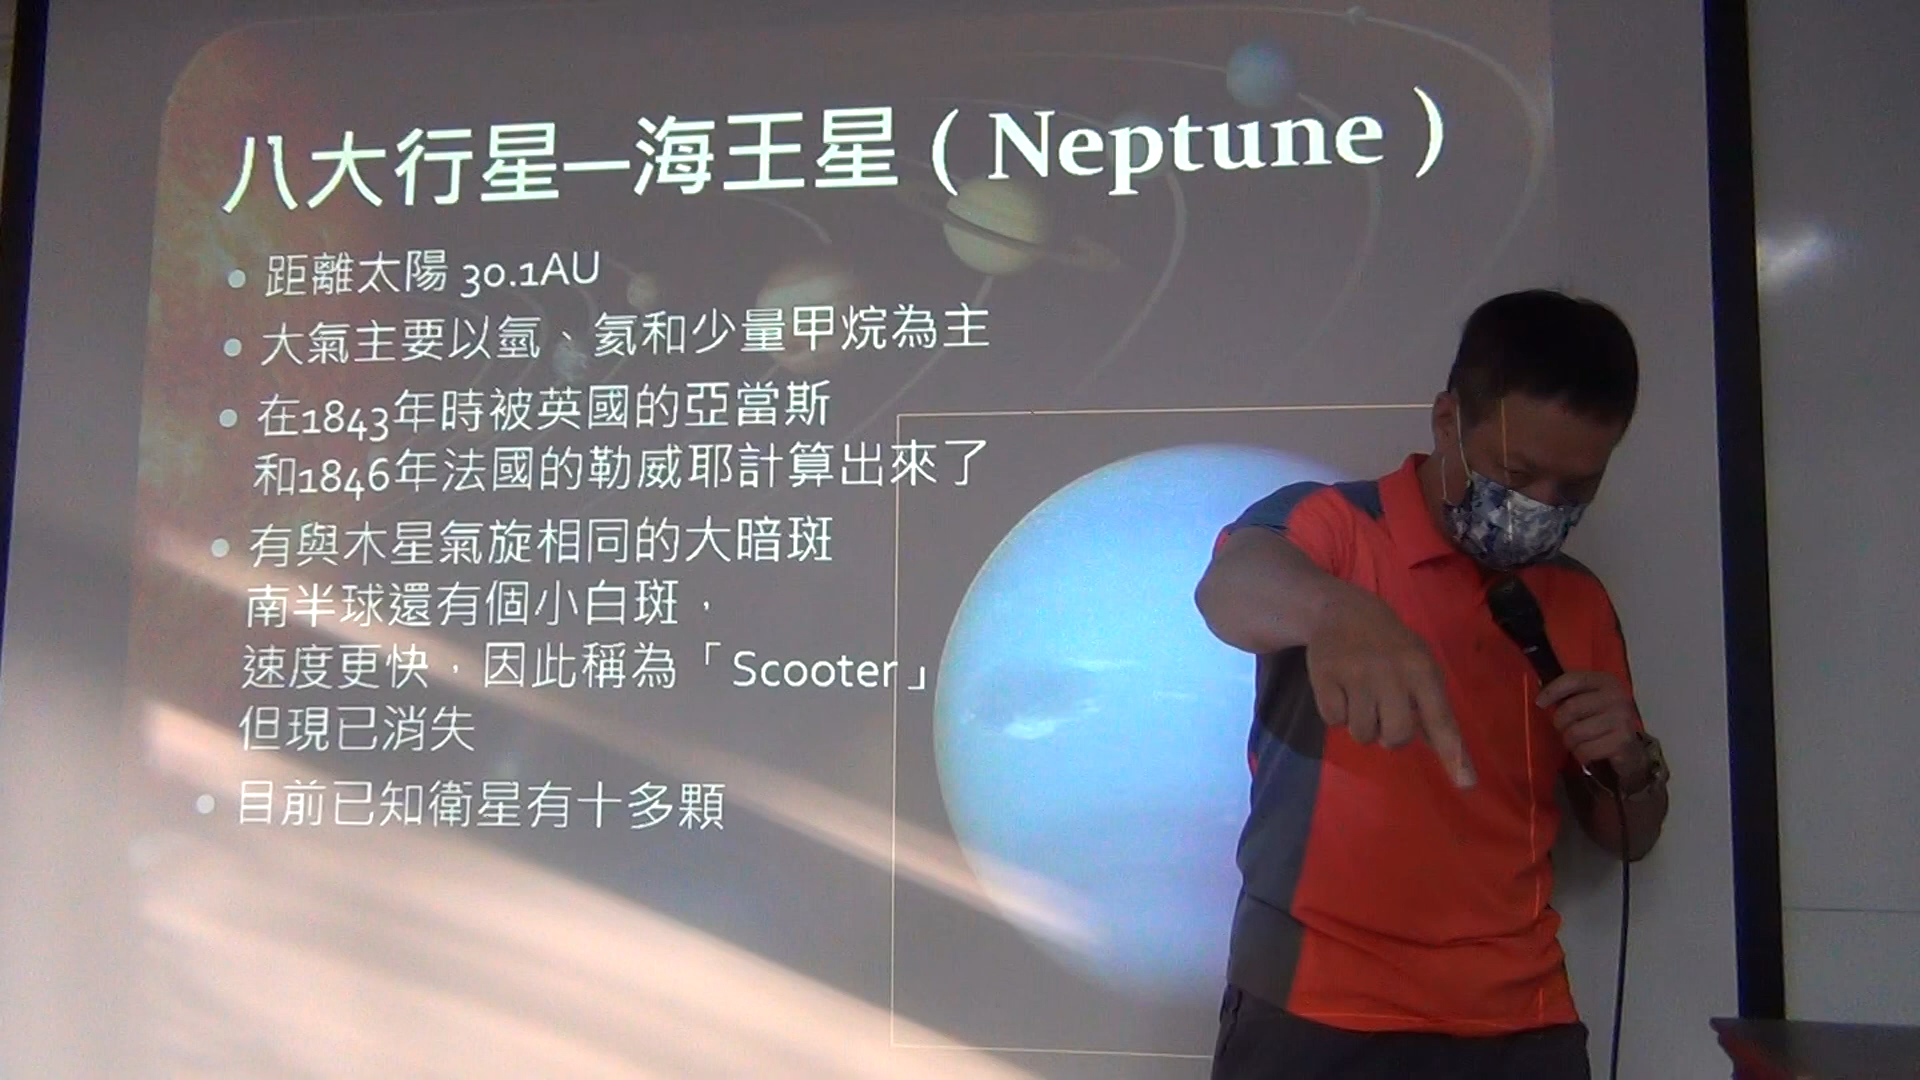 八大行星—海王星（Neptune）
• 距離太陽 30.1AU
• 大氣主要以氫、氦和少量甲烷為主
• 在1843年時被英國的亞當斯
和1846年法國的勒威耶計算出來了
• 有與木星氣旋相同的大暗斑
南半球還有個小白斑，
速度更快，因此稱為「Scooter」
但現已消失
• 目前已知衛星有十多顆